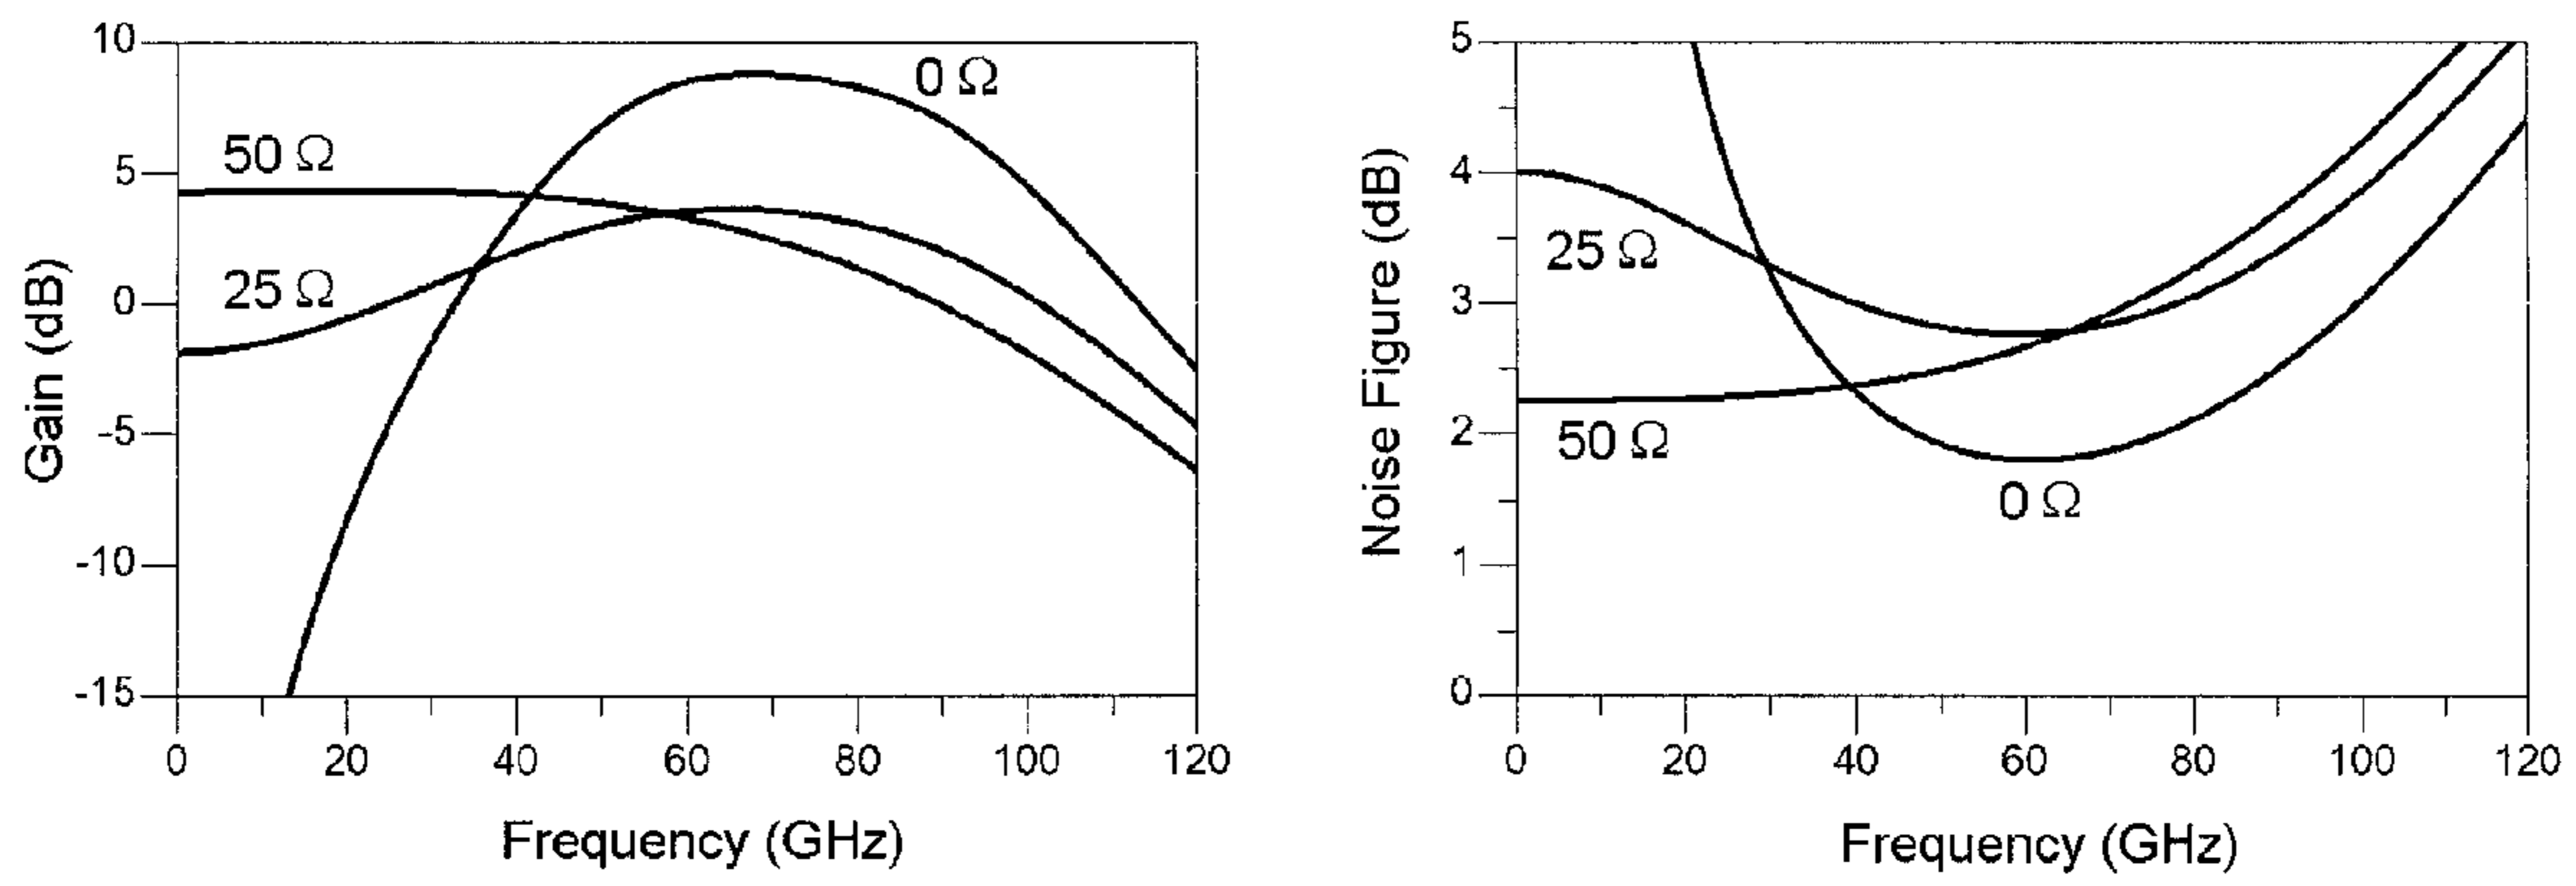 Gain (dB)
10
5
0
-5
-10
-15
0 Ω
50 Ω
25 Ω
0 20 40 60 80 100 120
Frequency (GHz)
Noise Figure (dB)
5
4
3
2
1
0
25 Ω
50 Ω
0 Ω
0 20 40 60 80 100 120
Frequency (GHz)